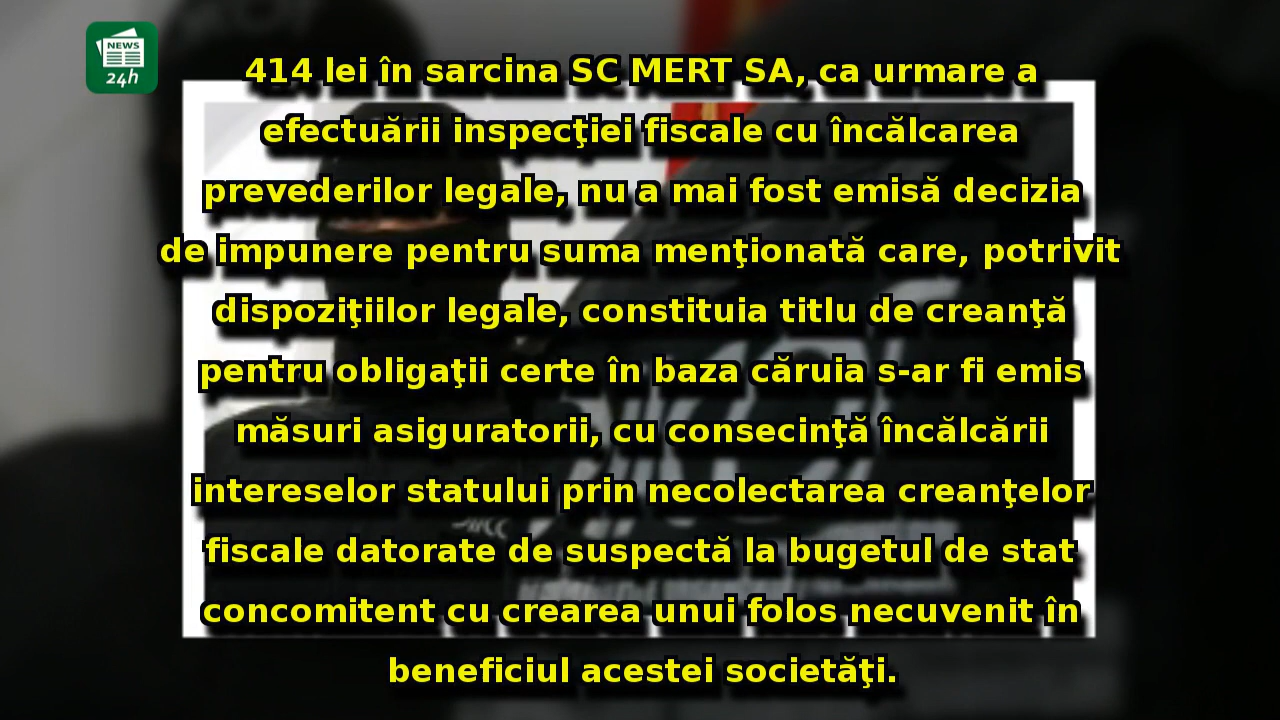 NEWS
24h
414 lei în sarcina SC MERT SA, ca urmare a
efectuării inspecţiei fiscale cu încălcarea
prevederilor legale, nu a mai fost emisă decizia
de impunere pentru suma menţionată care, potrivit
dispoziţiilor legale, constituia titlu de creanţă
pentru obligaţii certe în baza căruia s-ar fi emis
măsuri asiguratorii, cu consecinţă încălcării
intereselor statului prin necolectarea creanţelor
fiscale datorate de suspectă la bugetul de stat
concomitent cu crearea unui folos necuvenit în
beneficiul acestei societăţi.